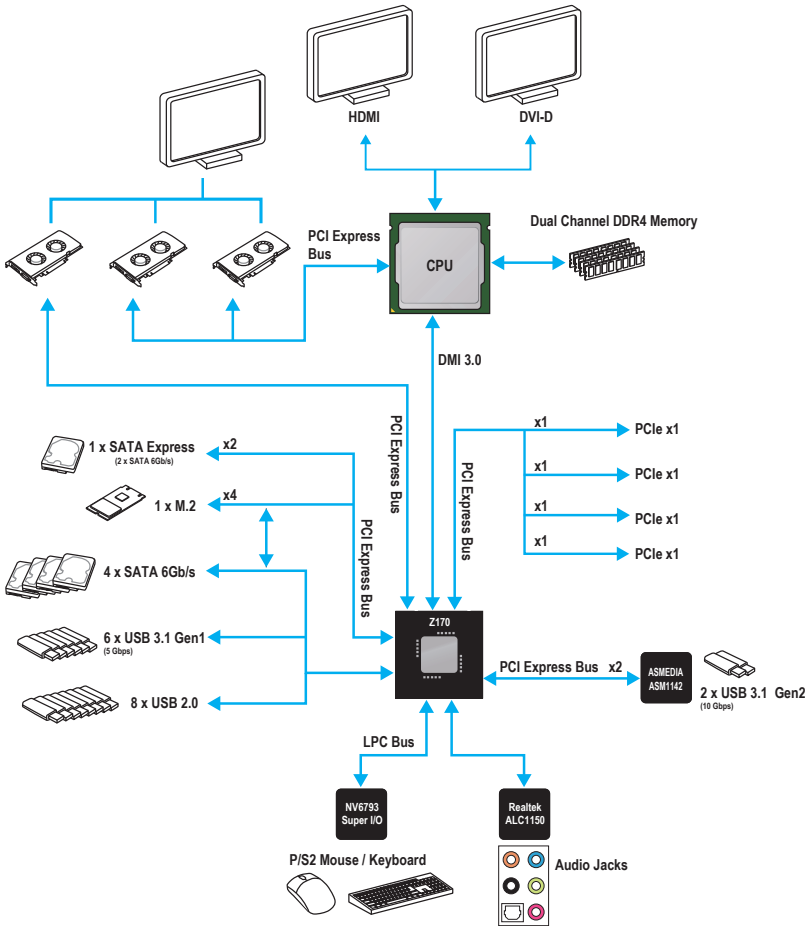 HDMI
DVI-D
PCI Express
Bus
CPU
Dual Channel DDR4 Memory
DMI 3.0
1 x SATA Express
(2 x SATA 6Gb/s)
x2
1 x M.2
x4
4 x SATA 6Gb/s
6 x USB 3.1 Gen1
(5 Gbps)
8 x USB 2.0
PCI Express Bus
PCI Express Bus
PCI Express Bus
x1
PCIe x1
x1
PCIe x1
x1
PCIe x1
x1
PCIe x1
Z170
PCI Express Bus x2
ASMEDIA
ASM1142
2 x USB 3.1 Gen2
(10 Gbps)
LPC Bus
NV6793
Super I/O
Realtek
ALC1150
P/S2 Mouse / Keyboard
Audio Jacks